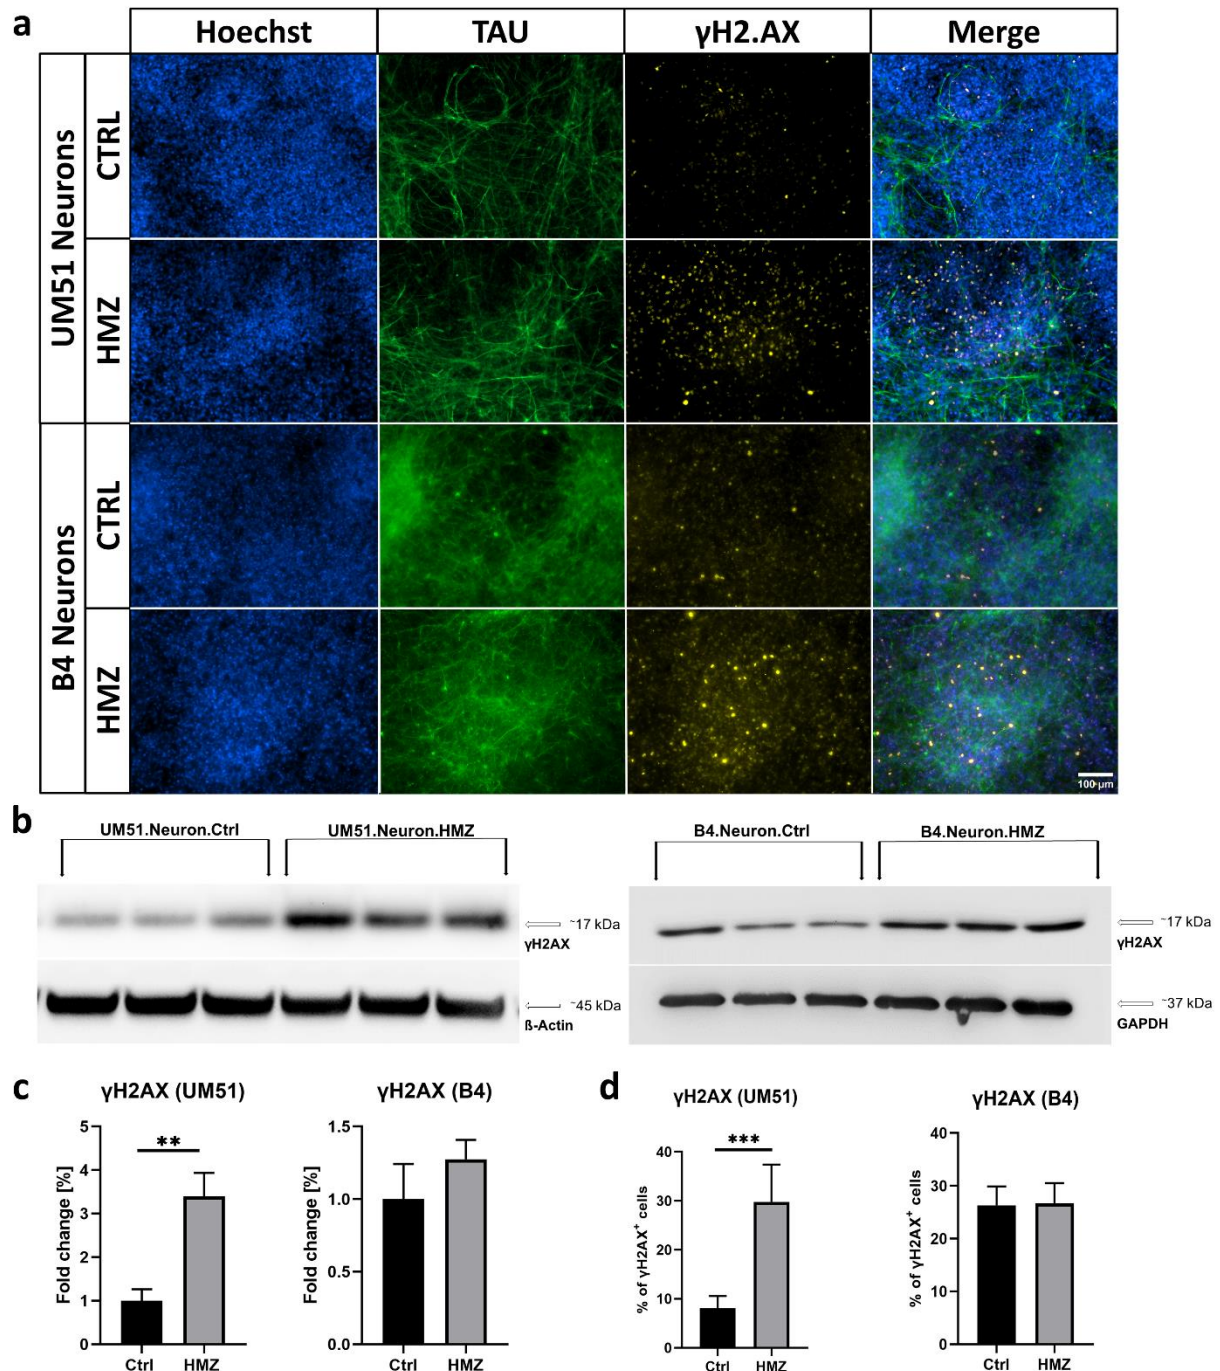 a
Hoechst TAU γH2.AX Merge
UM51 Neurons
CTRL
HMZ
B4 Neurons
CTRL
HMZ
100 µm
b
UM51.Neuron.Ctrl UM51.Neuron.HMZ
~17 kDa
γH2AX
~45 kDa
ß-Actin
B4.Neuron.Ctrl B4.Neuron.HMZ
~17 kDa
γH2AX
~37 kDa
GAPDH
c
γH2AX (UM51)
Fold change [%]
5
4
3
2
1
0
**
Ctrl HMZ
γH2AX (B4)
Fold change [%]
1.5
1.0
0.5
0.0
Ctrl HMZ
d
γH2AX (UM51)
% of γH2AX⁺ cells
40
30
20
10
0
***
Ctrl HMZ
γH2AX (B4)
% of γH2AX⁺ cells
40
30
20
10
0
Ctrl HMZ